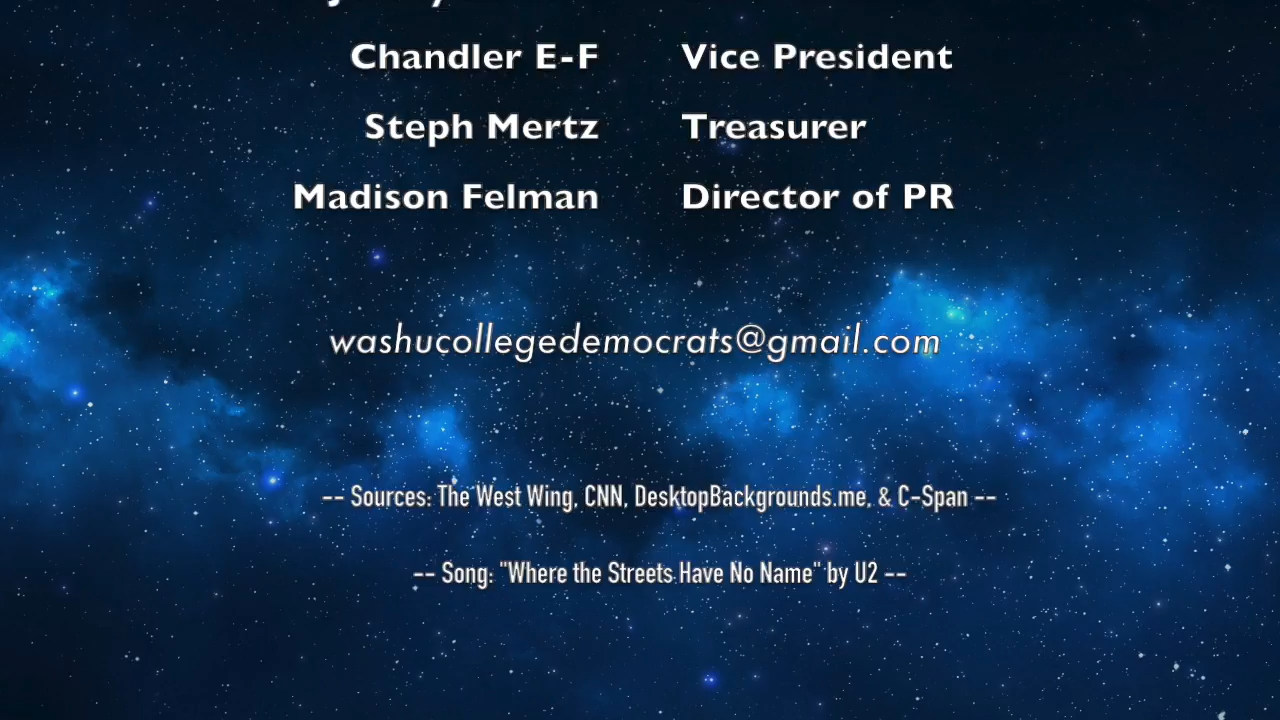 Chandler E-F Vice President
Steph Mertz Treasurer
Madison Felman Director of PR
washucollegedemocrats@gmail.com
-- Sources: The West Wing, CNN, DesktopBackgrounds.me, & C-Span --
-- Song: "Where the Streets Have No Name" by U2 --